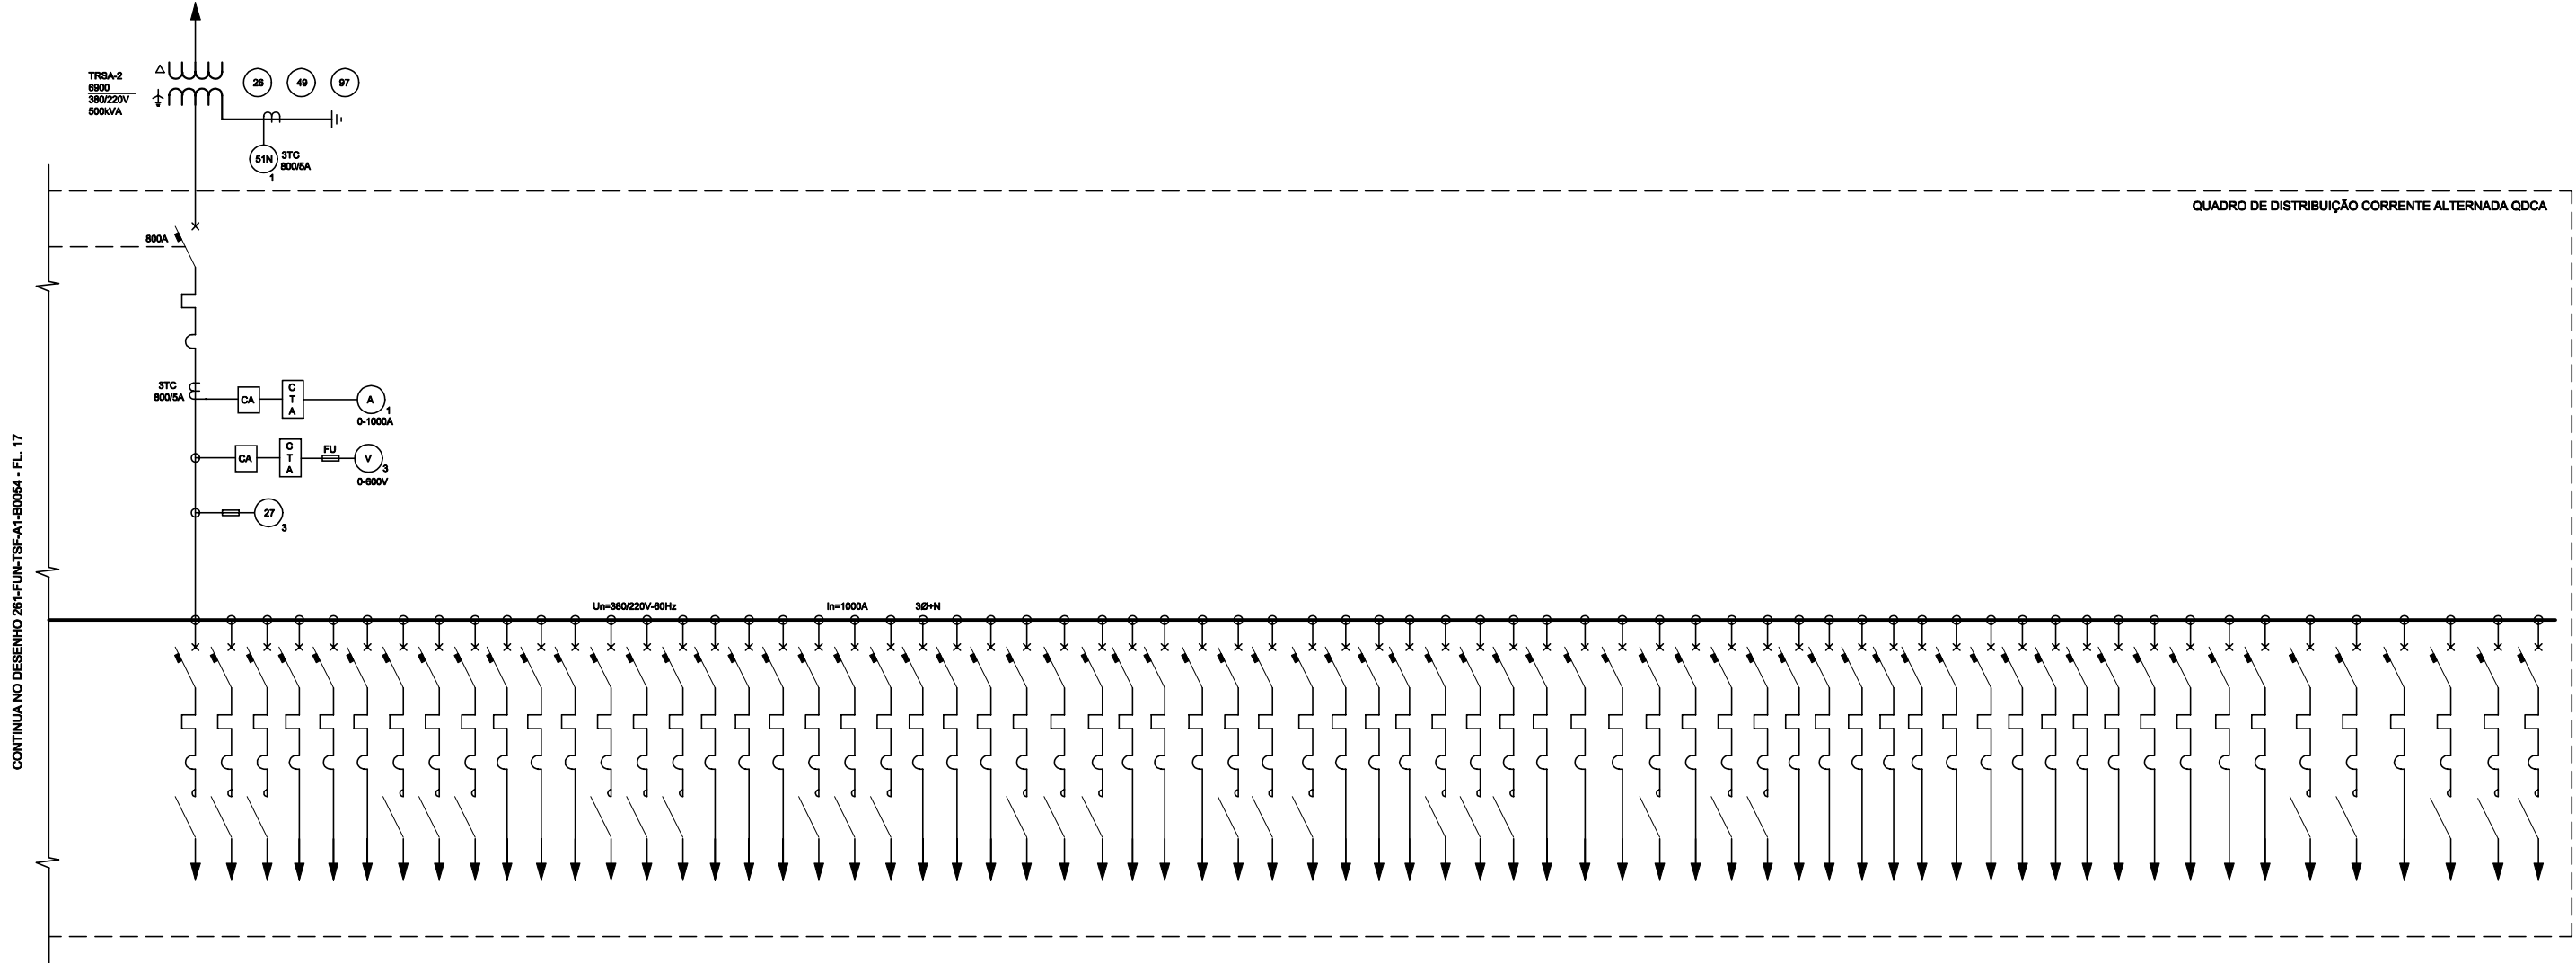 TRSA-2
6900
380/220V
500kVA
26
49
97
51N
1
3TC
800/5A
QUADRO DE DISTRIBUIÇÃO CORRENTE ALTERNADA QDCA
800A
3TC
800/5A
CA
C
T
A
A
1
0-1000A
CA
C
T
A
FU
V
3
0-600V
27
3
CONTINUA NO DESENHO 261-FUN-TSF-A1-B0054 - FL. 17
Un=380/220V-60Hz
In=1000A
3Ø+N